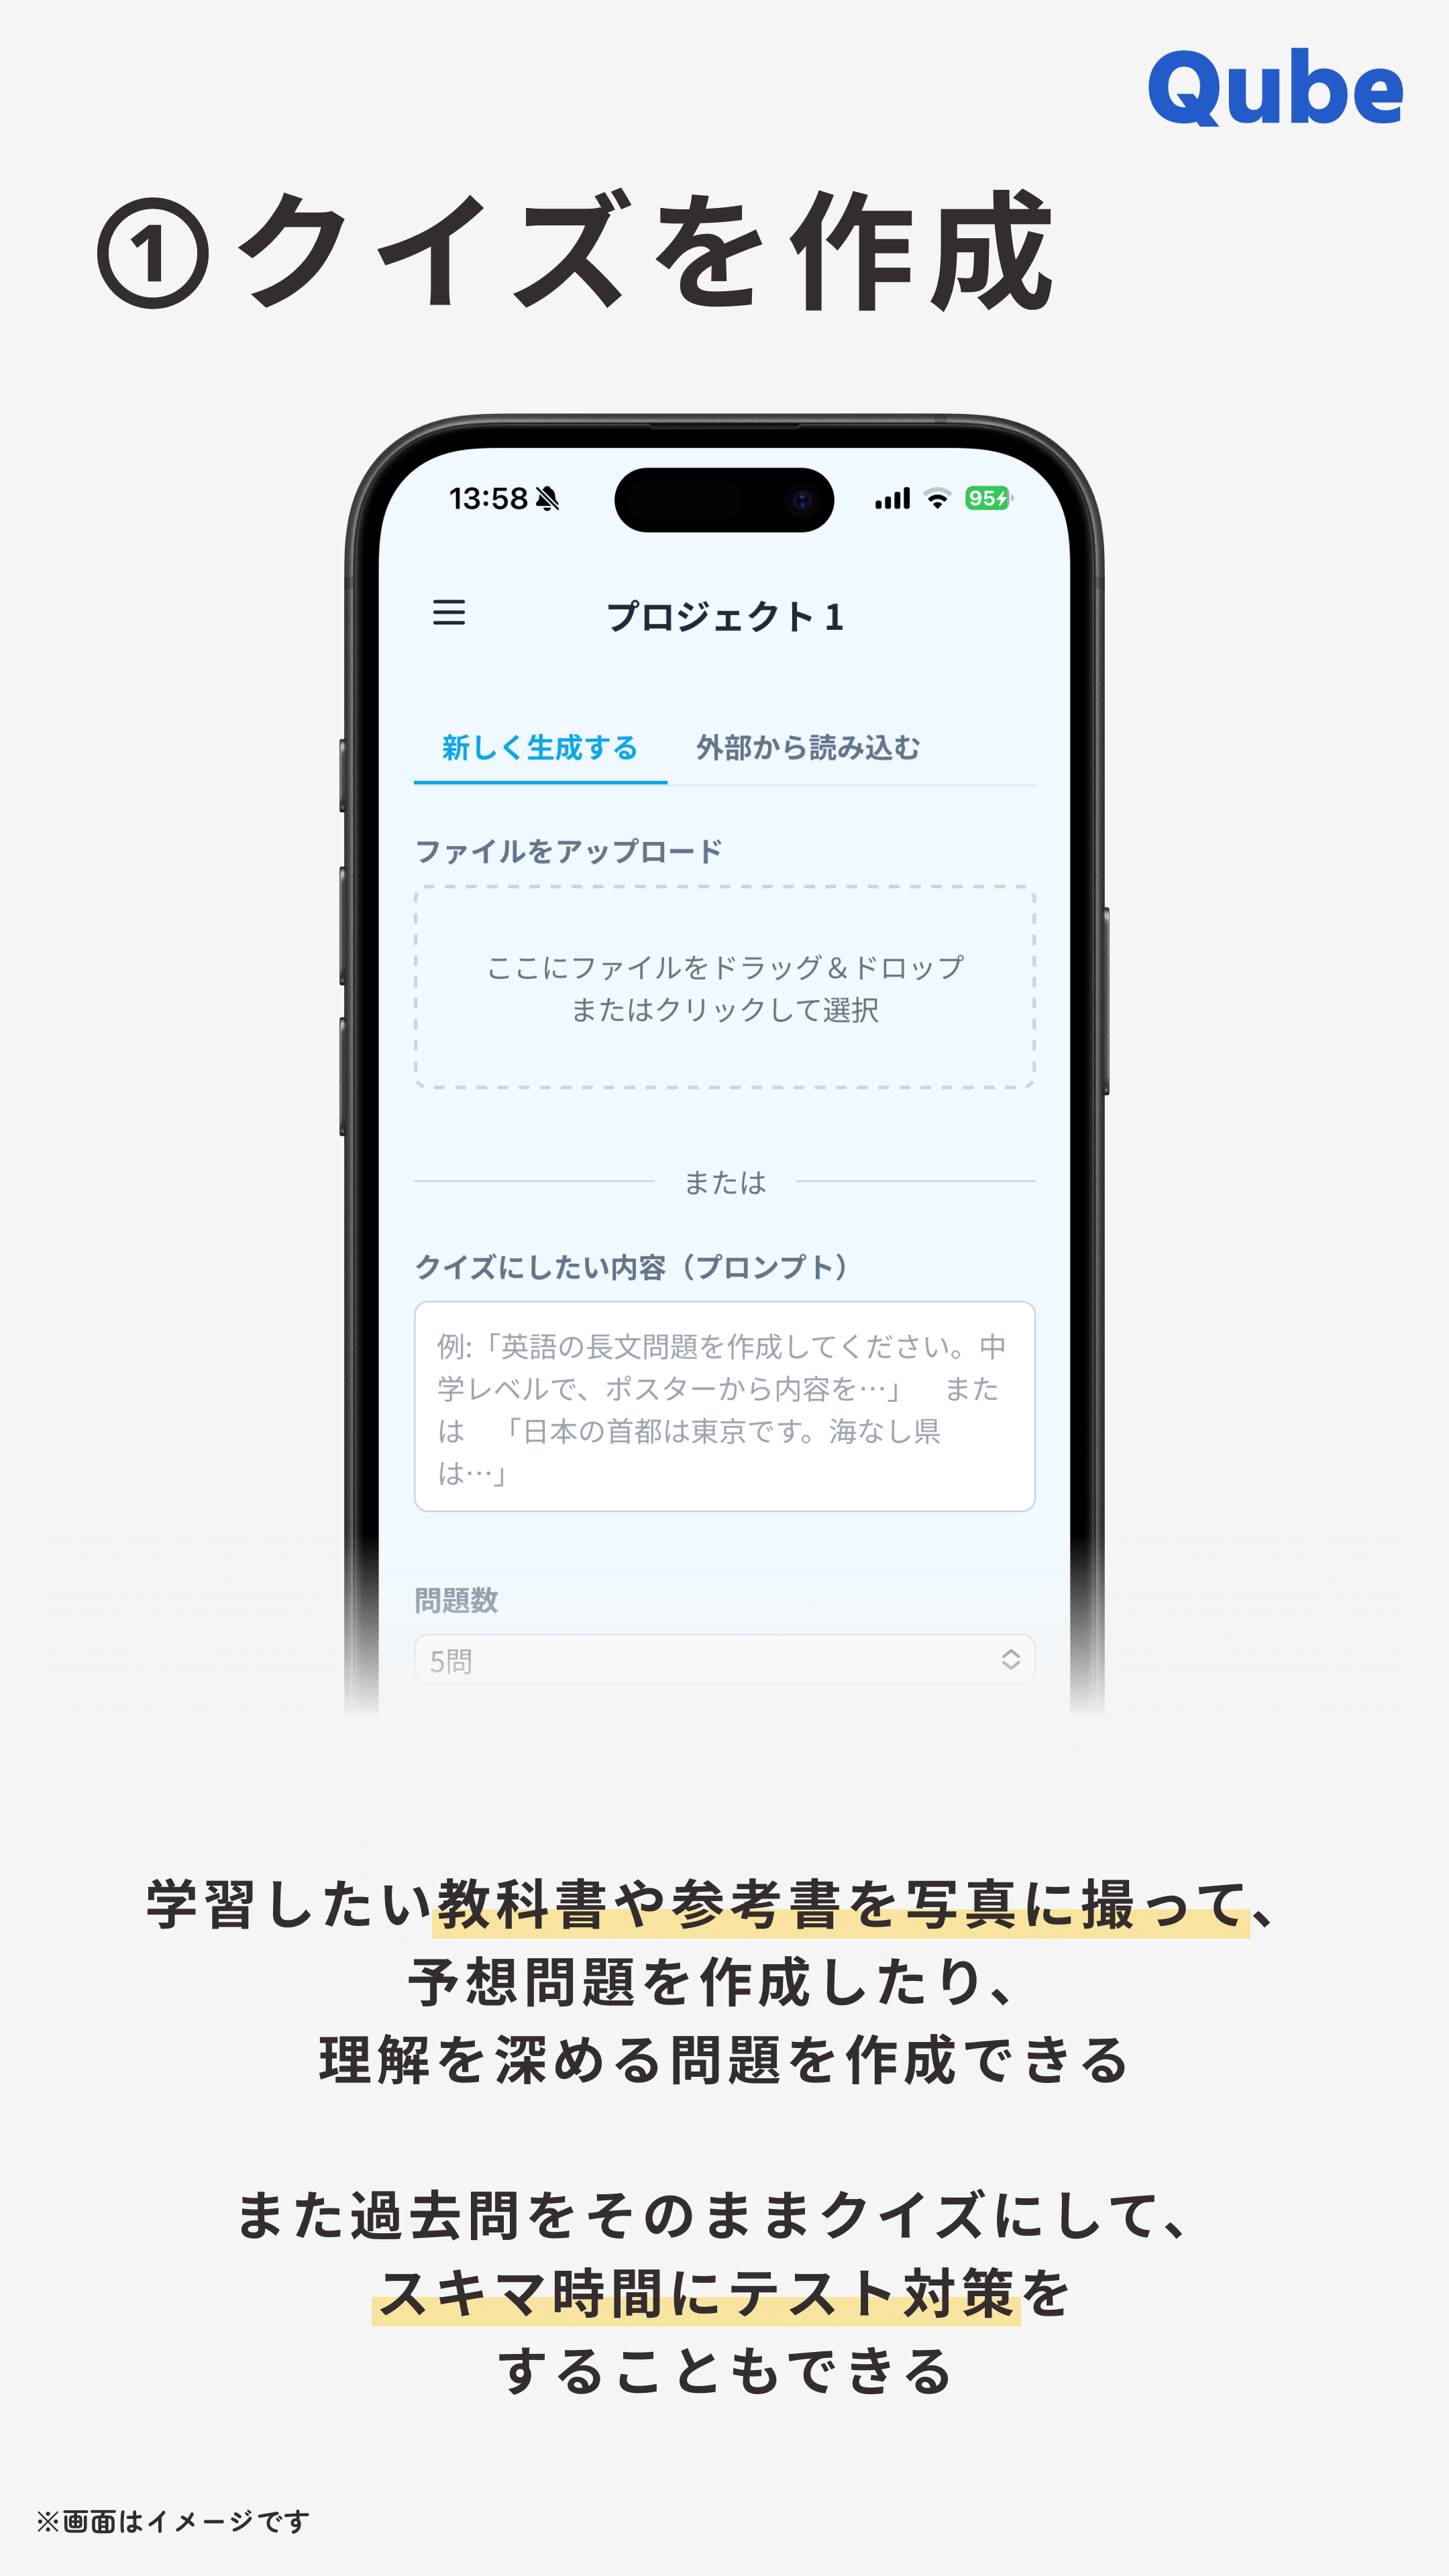 Qube
①クイズを作成
13:58
95
プロジェクト 1
新しく生成する 外部から読み込む
ファイルをアップロード
ここにファイルをドラッグ＆ドロップ
またはクリックして選択
または
クイズにしたい内容（プロンプト）
例:「英語の長文問題を作成してください。中
学レベルで、ポスターから内容を…」　また
は　「日本の首都は東京です。海なし県
は…」
問題数
5問
学習したい教科書や参考書を写真に撮って、
予想問題を作成したり、
理解を深める問題を作成できる
また過去問をそのままクイズにして、
スキマ時間にテスト対策を
することもできる
※画面はイメージです